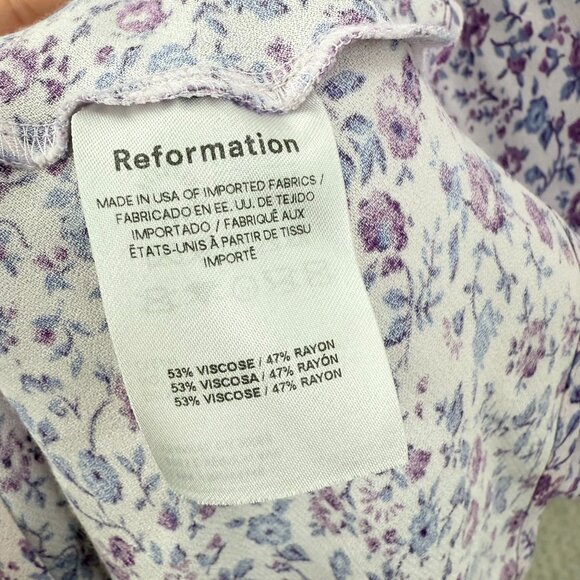 Reformation
MADE IN USA OF IMPORTED FABRICS /
FABRICADO EN EE. UU. DE TEJIDO
IMPORTADO / FABRIQUÉ AUX
ÉTATS-UNIS À PARTIR DE TISSU
IMPORTÉ
53% VISCOSE / 47% RAYON
53% VISCOSA / 47% RAYÓN
53% VISCOSE / 47% RAYON